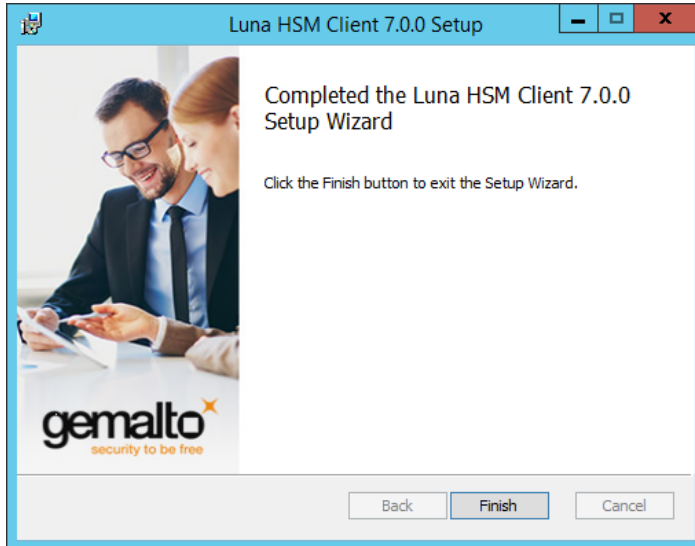 Luna HSM Client 7.0.0 Setup
Completed the Luna HSM Client 7.0.0
Setup Wizard
Click the Finish button to exit the Setup Wizard.
gemalto
security to be free
Back Finish Cancel